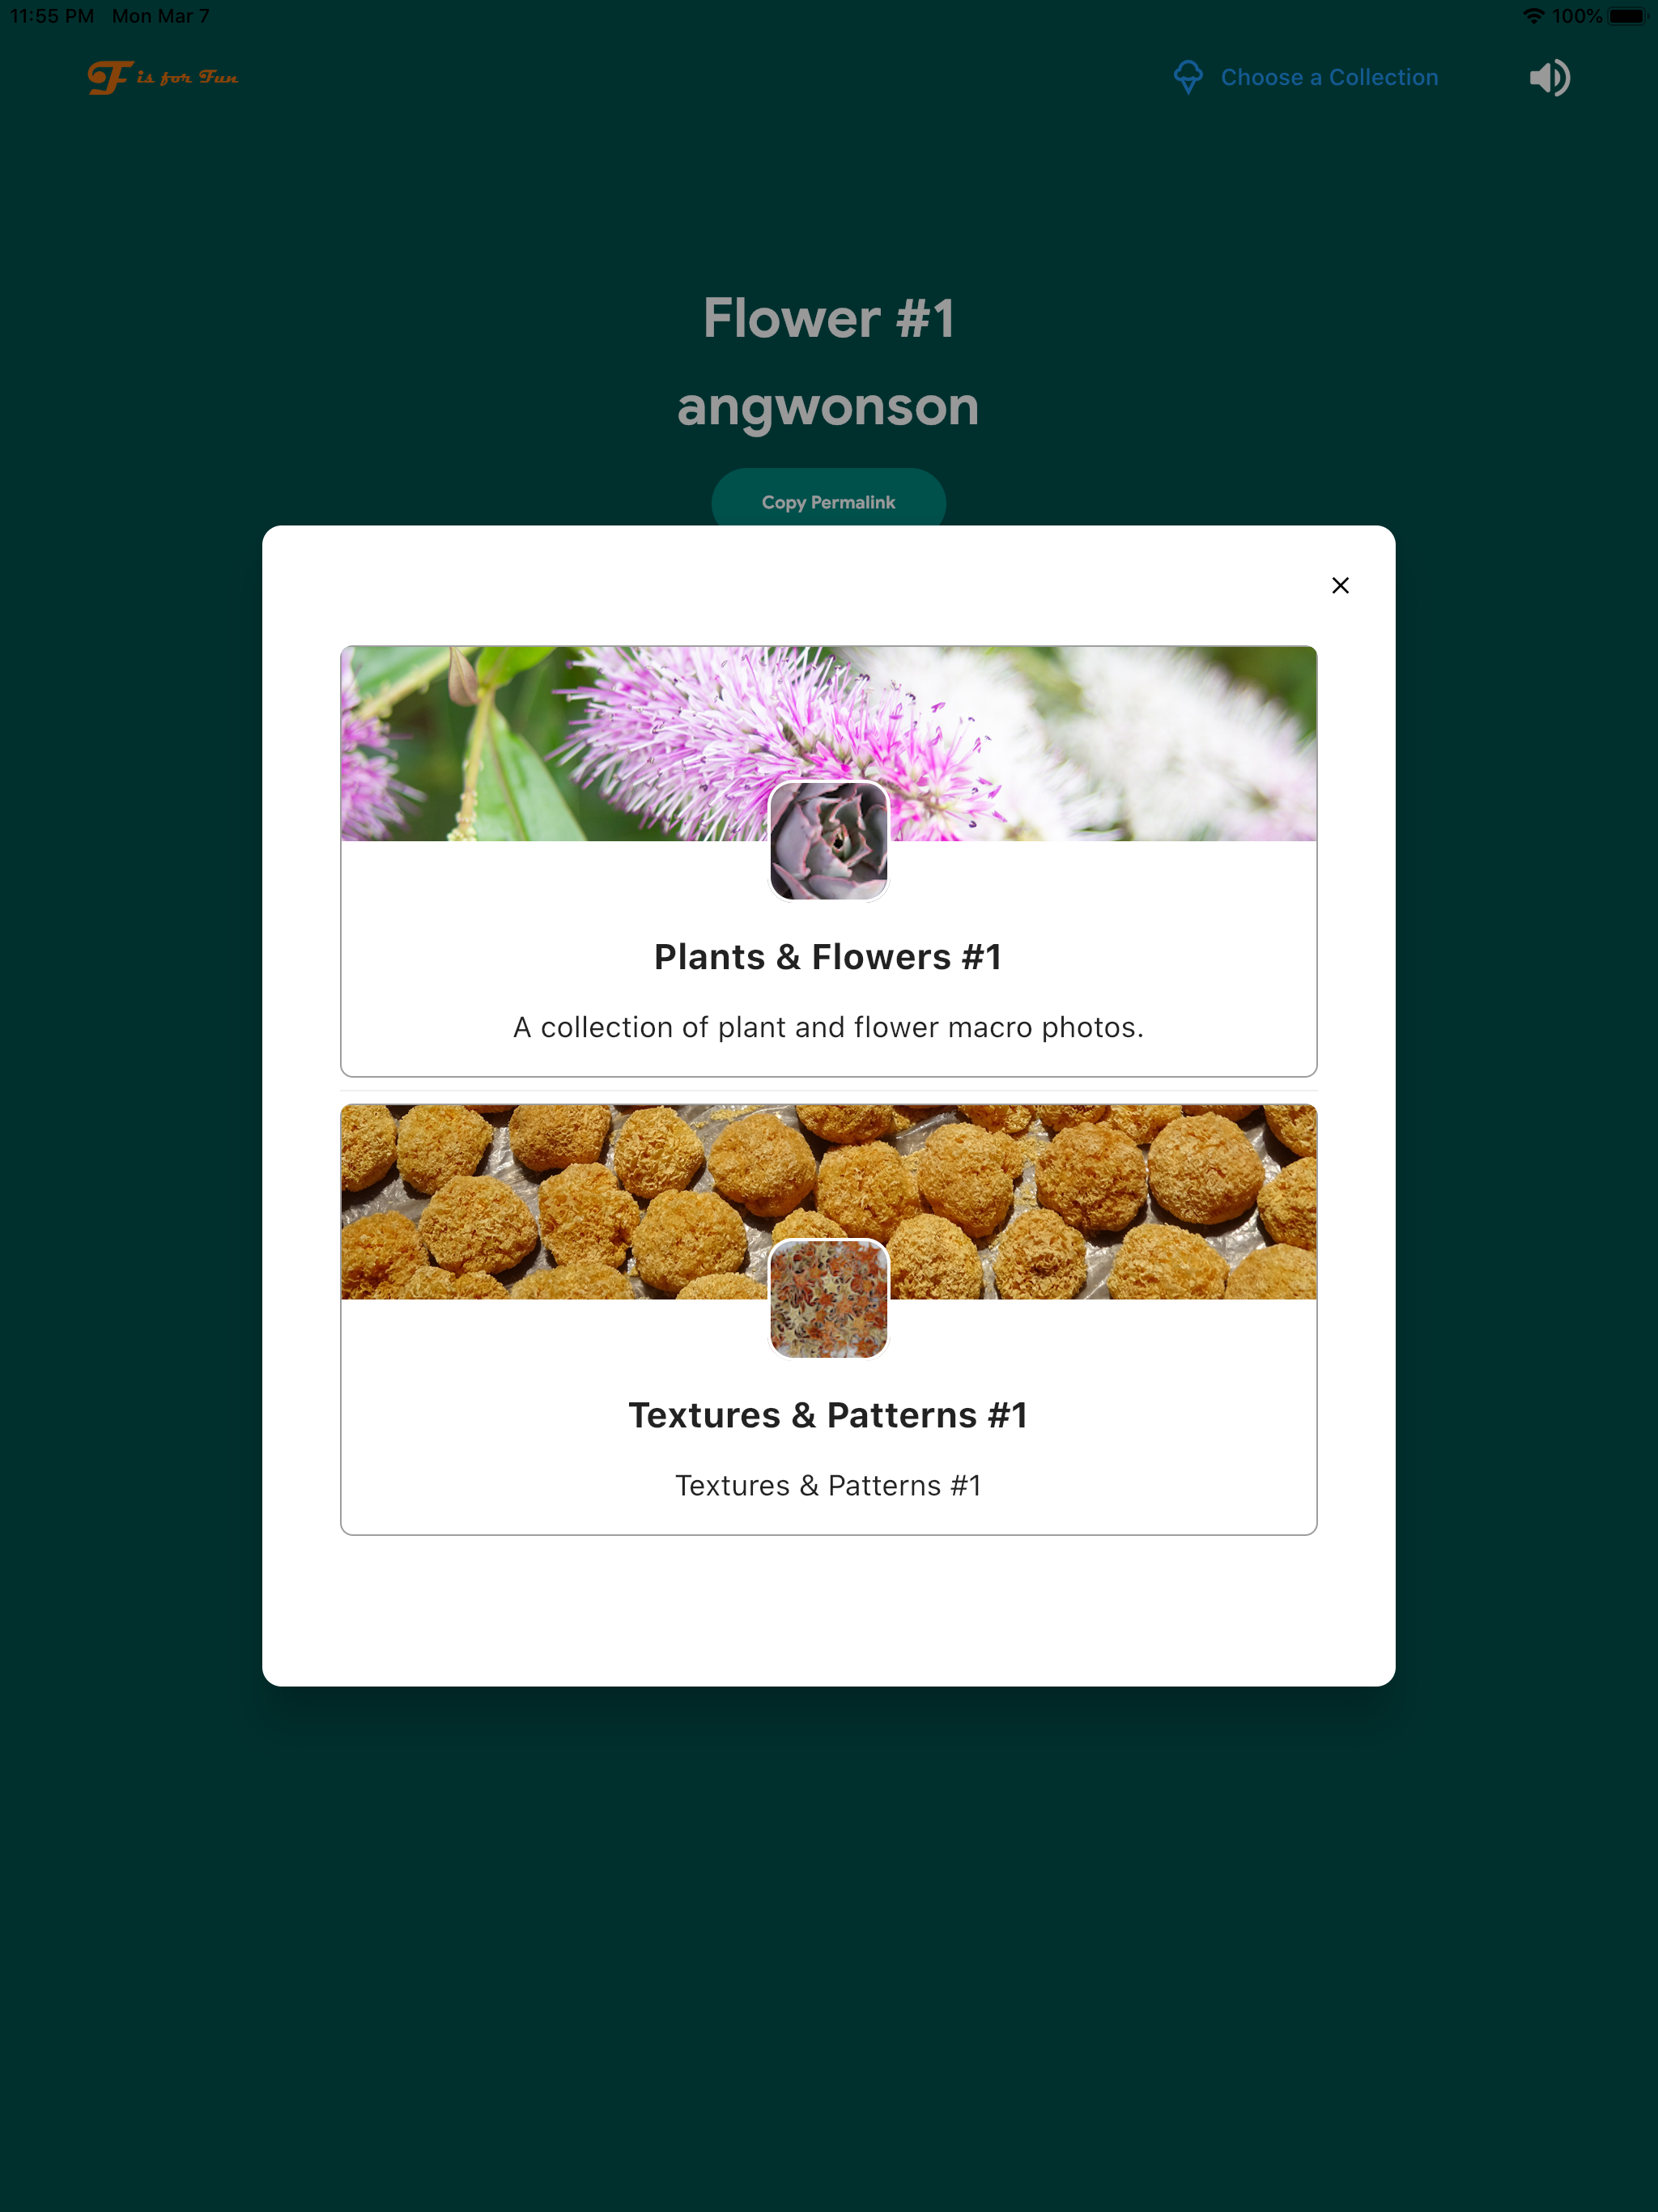 11:55 PM Mon Mar 7
100%
F is for Fun
Choose a Collection
Flower #1
angwonson
Copy Permalink
Plants & Flowers #1
A collection of plant and flower macro photos.
Textures & Patterns #1
Textures & Patterns #1